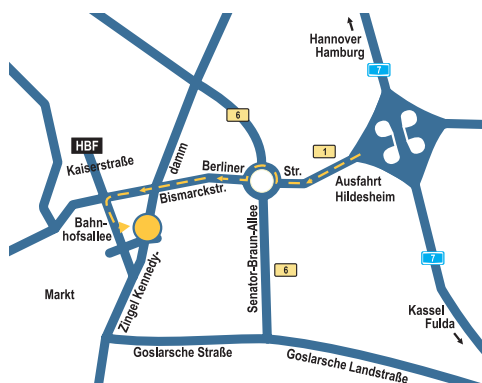 Hannover
Hamburg
7
6
HBF
Kaiserstraße
damm
Berliner
Str.
1
Bismarckstr.
Ausfahrt
Hildesheim
Bahn-
hofsallee
Senator-Braun-Allee
Zingel Kennedy-
7
6
Markt
Kassel
Fulda
Goslarsche Straße
Goslarsche Landstraße